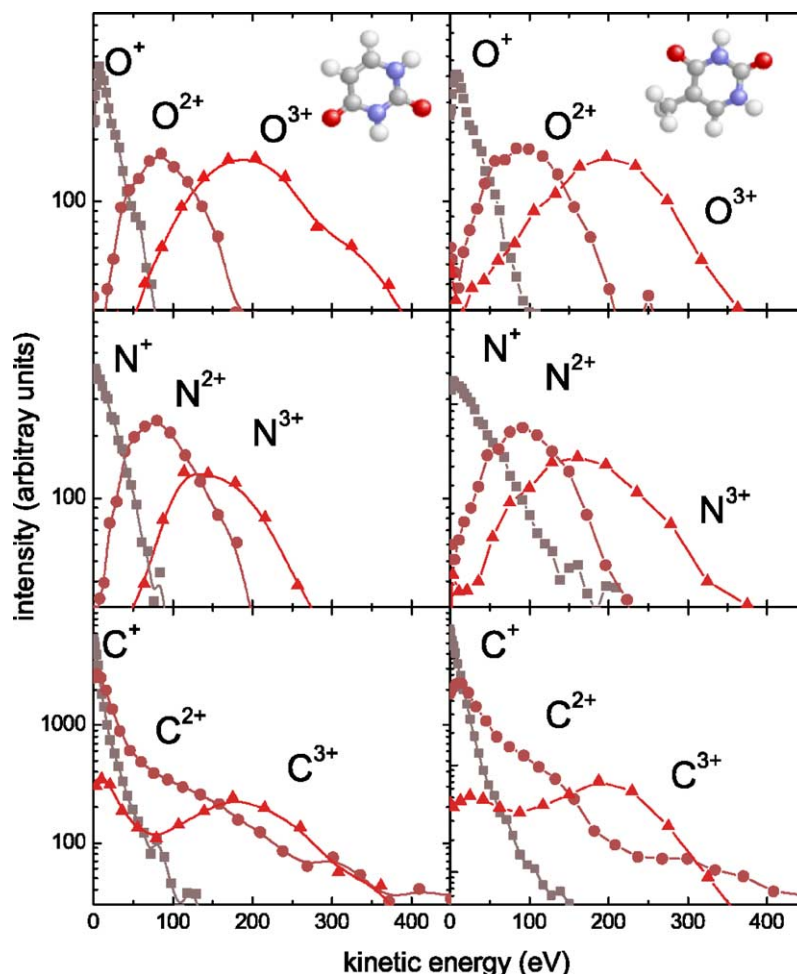 O⁺
O²⁺
O³⁺
100
O⁺
O²⁺
O³⁺
intensity (arbitray units)
N⁺
N²⁺
N³⁺
100
N⁺
N²⁺
N³⁺
C⁺
C²⁺
C³⁺
1000
100
C⁺
C²⁺
C³⁺
0 100 200 300 400 0 100 200 300 400
kinetic energy (eV)